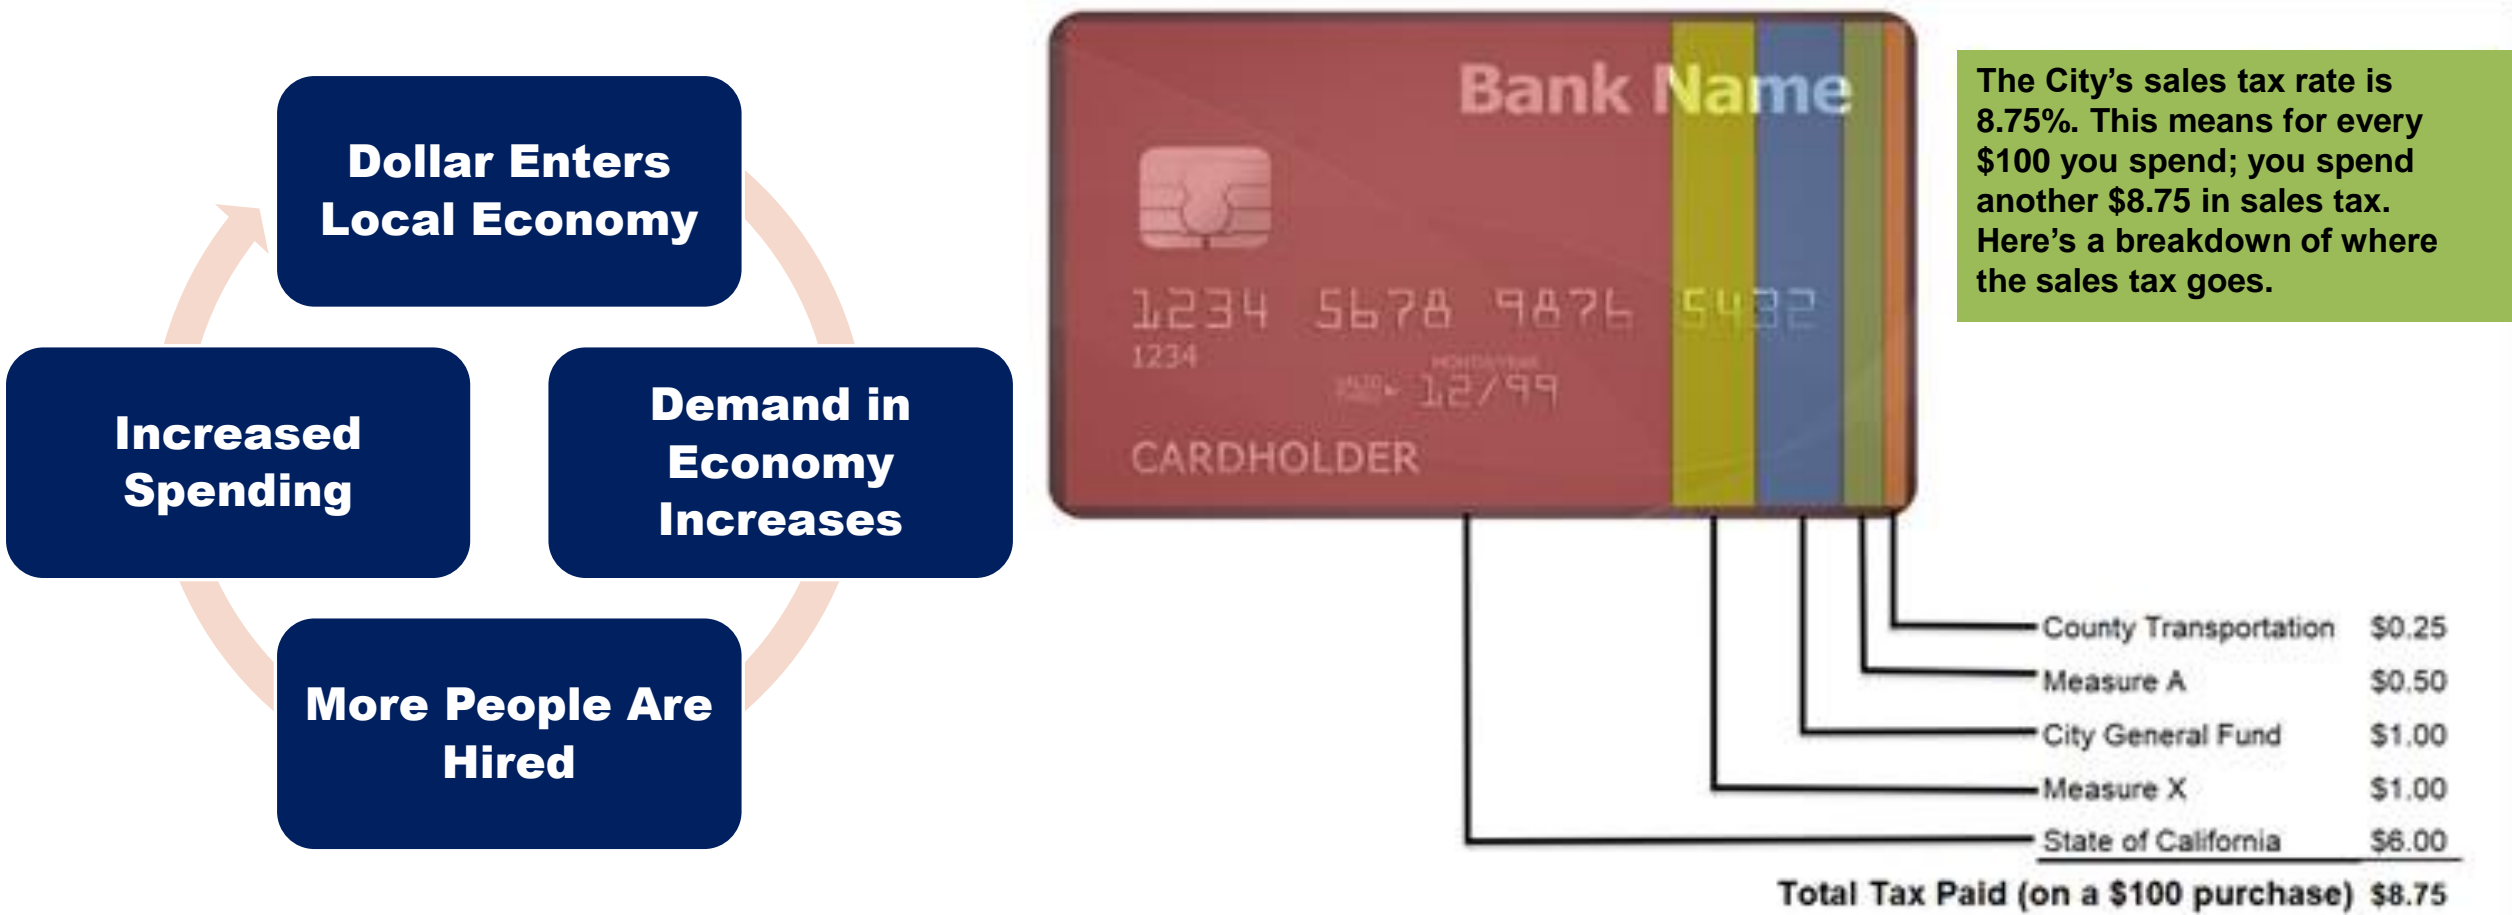 Dollar Enters
Local Economy
Demand in
Economy
Increases
More People Are
Hired
Increased
Spending
Bank Name
1234 5678 9876 5432
1234
MONTH/YEAR
12/99
CARDHOLDER
The City’s sales tax rate is
8.75%. This means for every
$100 you spend; you spend
another $8.75 in sales tax.
Here’s a breakdown of where
the sales tax goes.
County Transportation $0.25
Measure A $0.50
City General Fund $1.00
Measure X $1.00
State of California $6.00
Total Tax Paid (on a $100 purchase) $8.75